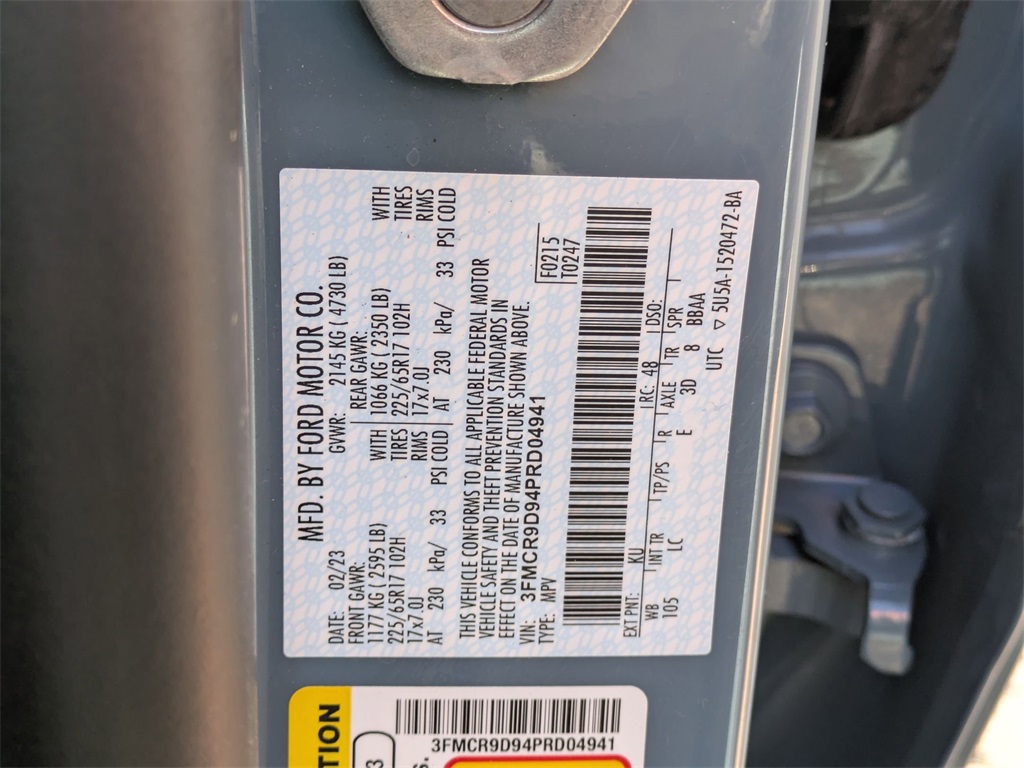 MFD. BY FORD MOTOR CO.
DATE: 02/23 GVWR: 2145 KG ( 4730 LB)
FRONT GAWR: REAR GAWR:
1177 KG ( 2595 LB) WITH 1066 KG ( 2350 LB) WITH
225/65R17 102H TIRES 225/65R17 102H TIRES
17x7.0J RIMS 17x7.0J RIMS
AT 230 kPa/ 33 PSI COLD AT 230 kPa/ 33 PSI COLD
THIS VEHICLE CONFORMS TO ALL APPLICABLE FEDERAL MOTOR
VEHICLE SAFETY AND THEFT PREVENTION STANDARDS IN
EFFECT ON THE DATE OF MANUFACTURE SHOWN ABOVE.
VIN: 3FMCR9D94PRD04941 F0215
TYPE: MPV T0247
EXT PNT: KU RC: 48 DSO:
WB INT TR TP/PS R AXLE TR SPR
105 LC E 3D 8 BBAA
UTC ▽ 5U5A-1520472-BA
TION
3
S.
3FMCR9D94PRD04941